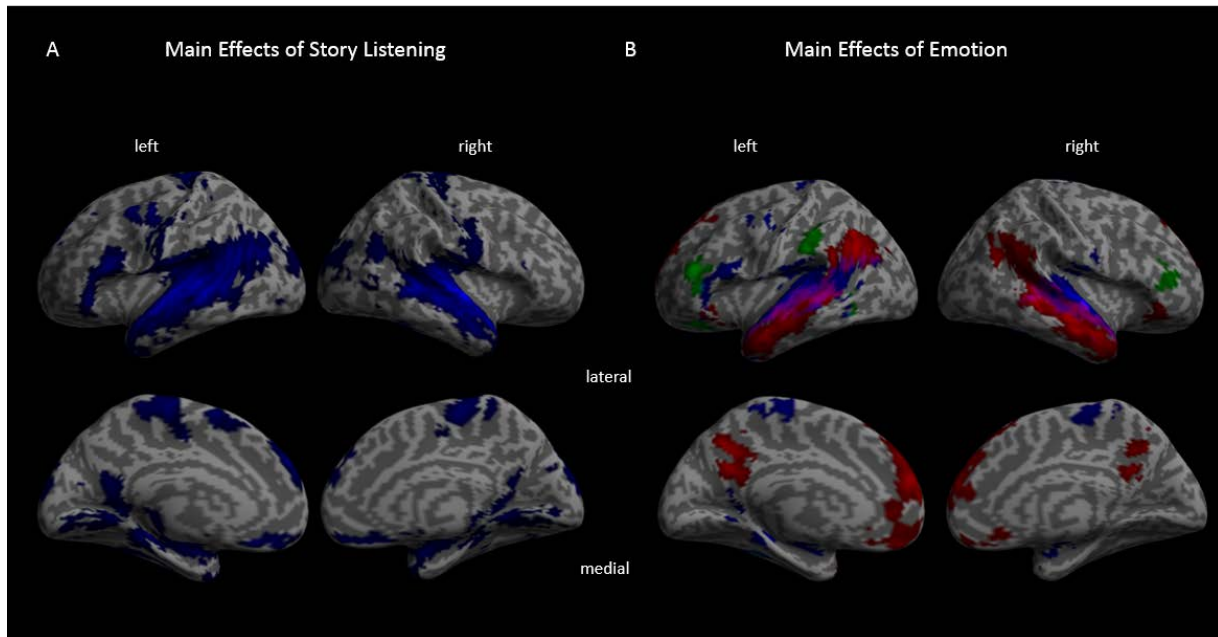 A
Main Effects of Story Listening
B
Main Effects of Emotion
left
right
left
right
lateral
medial